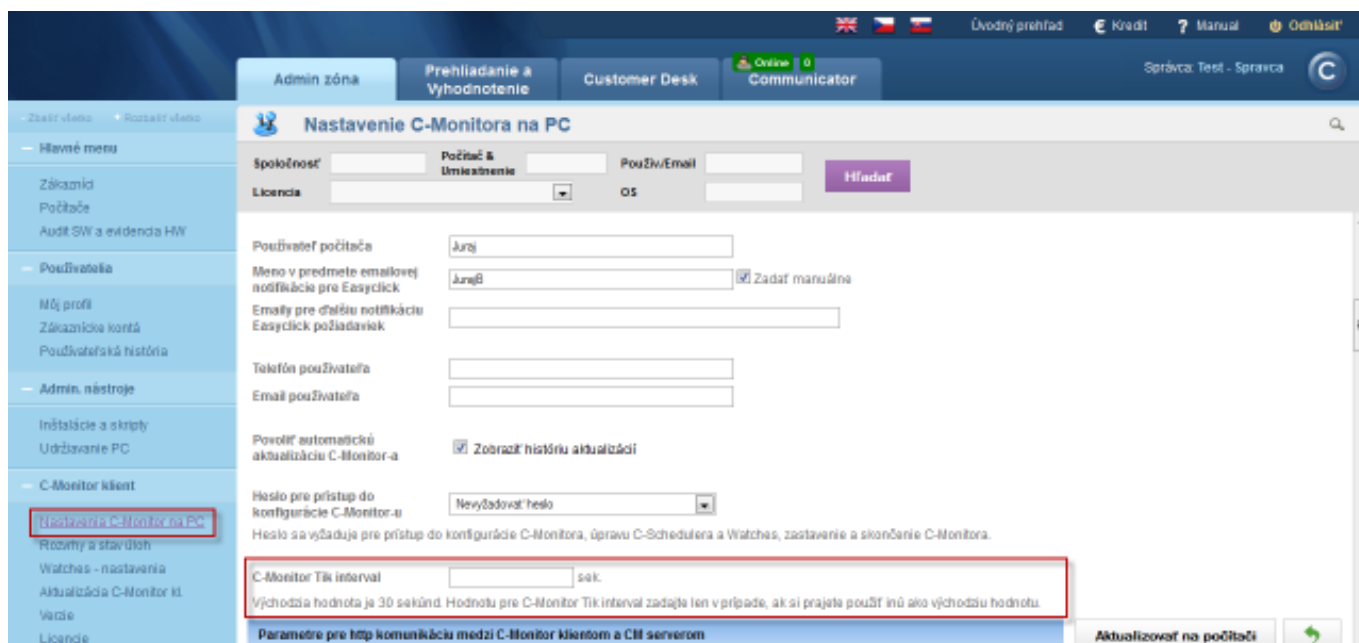 Úvodný prehľad € Kredit ? Manual Odhlásiť
Admin zóna
Prehliadanie a
Vyhodnotenie
Customer Desk
Online 0
Communicator
Správca: Test - Spravca
- Zbaliť všetko + Rozbaliť všetko
Nastavenie C-Monitora na PC
Hlavné menu
Zákazníci
Počítače
Audit SW a evidencia HW
Používatelia
Môj profil
Zákaznícke kontá
Používateľská história
Admin. nástroje
Inštalácie a skripty
Udržiavanie PC
C-Monitor klient
Nastavenia C-Monitor na PC
Rozvrhy a stav úloh
Watches - nastavenia
Aktualizácia C-Monitor kl.
Verzie
Licencie
Spoločnosť
Počítač &
Umiestnenie
Použív/Email
Hľadať
Licencia
OS
Používateľ počítača Juraj
Meno v predmete emailovej
notifikácie pre Easyclick
JurajB
Zadať manuálne
Emaily pre ďalšiu notifikáciu
Easyclick požiadaviek
Telefón používateľa
Email používateľa
Povoliť automatickú
aktualizáciu C-Monitor-a
Zobraziť históriu aktualizácií
Heslo pre prístup do
konfigurácie C-Monitor-u
Nevyžadovať heslo
Heslo sa vyžaduje pre prístup do konfigurácie C-Monitora, úpravu C-Schedulera a Watches, zastavenie a skončenie C-Monitora.
C-Monitor Tik interval sek.
Východzia hodnota je 30 sekúnd. Hodnotu pre C-Monitor Tik interval zadajte len v prípade, ak si prajete použiť inú ako východziu hodnotu.
Parametre pre http komunikáciu medzi C-Monitor klientom a CM serverom
Aktualizovať na počítači